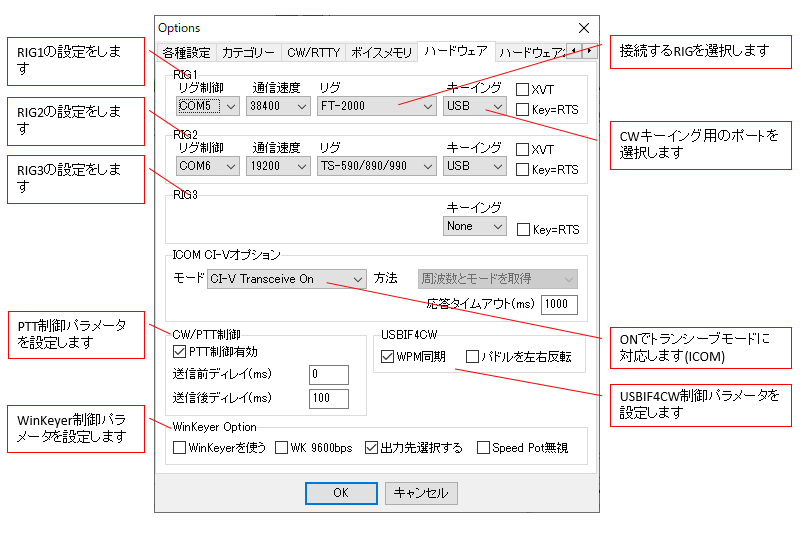 Options
各種設定 カテゴリー CW/RTTY ボイスメモリ ハードウェア ハードウェア
RIG1
リグ制御 通信速度 リグ キーイング
COM5 38400 FT-2000 USB
XVT
Key=RTS
RIG2
リグ制御 通信速度 リグ キーイング
COM6 19200 TS-590/890/990 USB
XVT
Key=RTS
RIG3
キーイング
None
Key=RTS
ICOM CI-Vオプション
モード CI-V Transceive On 方法 周波数とモードを取得
応答タイムアウト(ms) 1000
CW/PTT制御
PTT制御有効
送信前ディレイ(ms) 0
送信後ディレイ(ms) 100
USBIF4CW
WPM同期 パドルを左右反転
WinKeyer Option
WinKeyerを使う WK 9600bps 出力先選択する Speed Pot無視
OK キャンセル
RIG1の設定をしま
す
RIG2の設定をしま
す
RIG3の設定をしま
す
PTT制御パラメータ
を設定します
WinKeyer制御パラ
メータを設定します
接続するRIGを選択します
CWキーイング用のポートを
選択します
ONでトランシーブモードに
対応します(ICOM)
USBIF4CW制御パラメータを
設定します